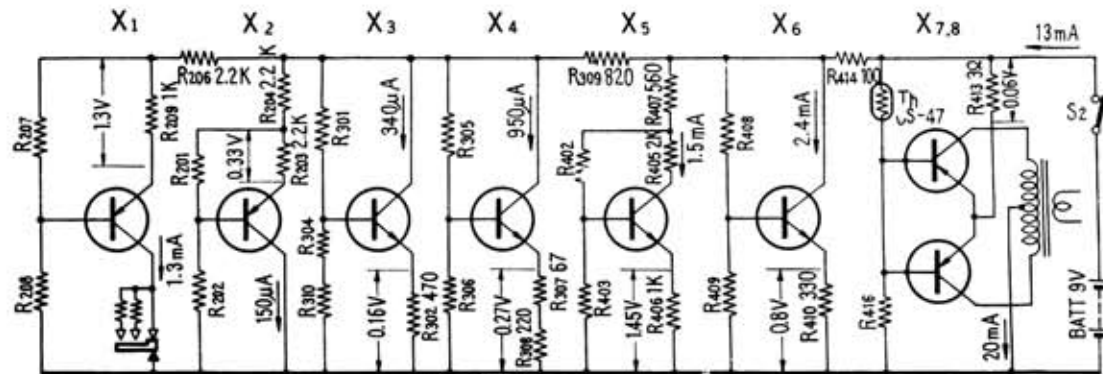 X1 X2 X3 X4 X5 X6 X7,8
R207
R208
1.3V
R209 1K
1.3mA
R206 2.2K
R204 2.2 K
R203 2.2K
0.33V
R201
R202
150μA
R301
R304
R310
340μA
0.16V
R302 470
R305
R306
950μA
0.27V
R307 67
R308 220
R309 820
R407 560
R405 2K
1.5mA
R402
R403
1.45V
R406 1K
R408
R409
2.4mA
0.8V
R410 330
R414 100
Th
CS-47
R416
R413 3Ω
0.06V
13mA
S2
20mA
BATT 9V